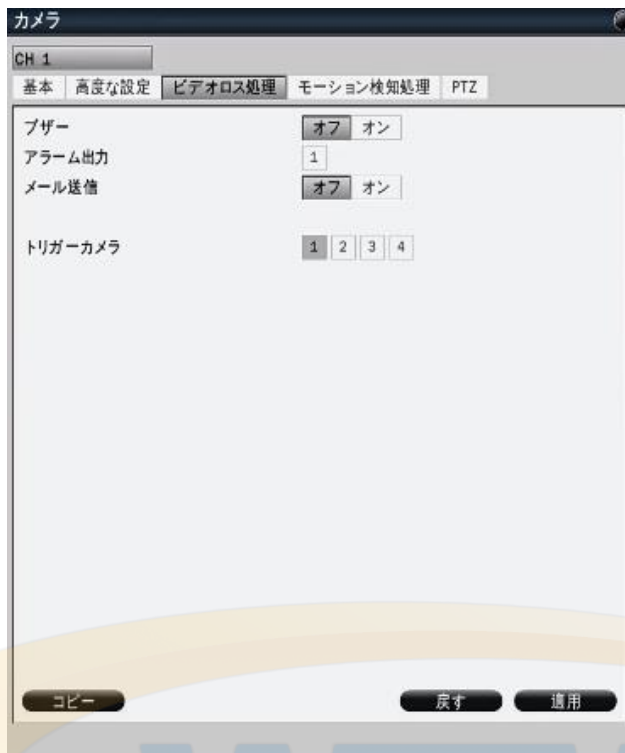 カメラ
CH 1
基本 高度な設定 ビデオロス処理 モーション検知処理 PTZ
ブザー オフ オン
アラーム出力 1
メール送信 オフ オン
トリガーカメラ 1 2 3 4
コピー 戻す 適用